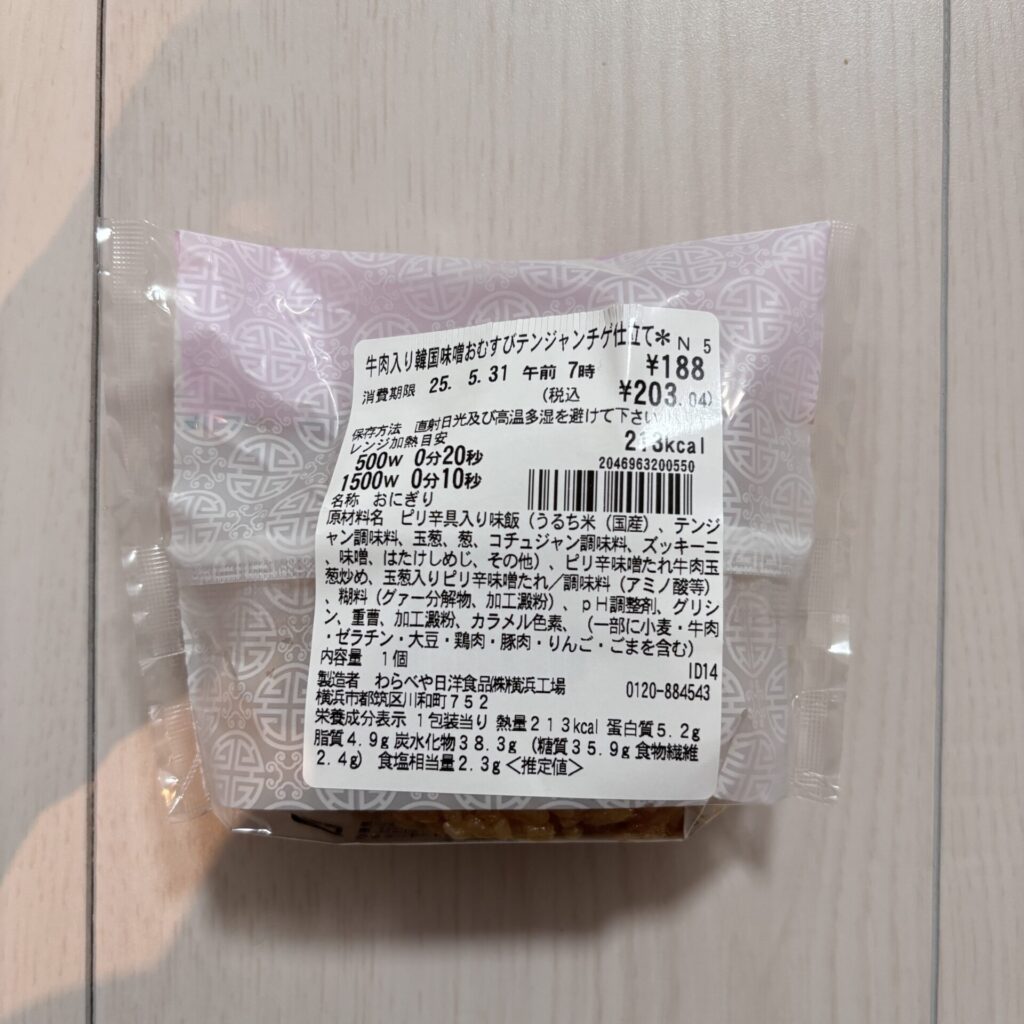 牛肉入り韓国味噌おむすびテンジャンチゲ仕立て* N 5
消費期限 25. 5.31 午前 7時 ¥188
(税込 ¥203.04)
保存方法 直射日光及び高温多湿を避けて下さい
レンジ加熱目安 213kcal
500W 0分20秒
2046963200550
1500W 0分10秒
名称 おにぎり
原材料名 ピリ辛具入り味飯(うるち米(国産)、テンジ
ャン調味料、玉葱、葱、コチュジャン調味料、ズッキーニ
、味噌、はたけしめじ、その他)、ピリ辛味噌たれ牛肉玉
葱炒め、玉葱入りピリ辛味噌たれ/調味料(アミノ酸等)
、糊料(グァー分解物、加工澱粉)、pH調整剤、グリシ
ン、重曹、加工澱粉、カラメル色素、(一部に小麦・牛肉
・ゼラチン・大豆・鶏肉・豚肉・りんご・ごまを含む)
内容量 1個 ID14
製造者 わらべや日洋食品㈱横浜工場 0120-884543
横浜市都筑区川和町752
栄養成分表示 1包装当り 熱量213kcal 蛋白質5.2g
脂質4.9g 炭水化物38.3g (糖質35.9g 食物繊維
2.4g) 食塩相当量2.3g<推定値>